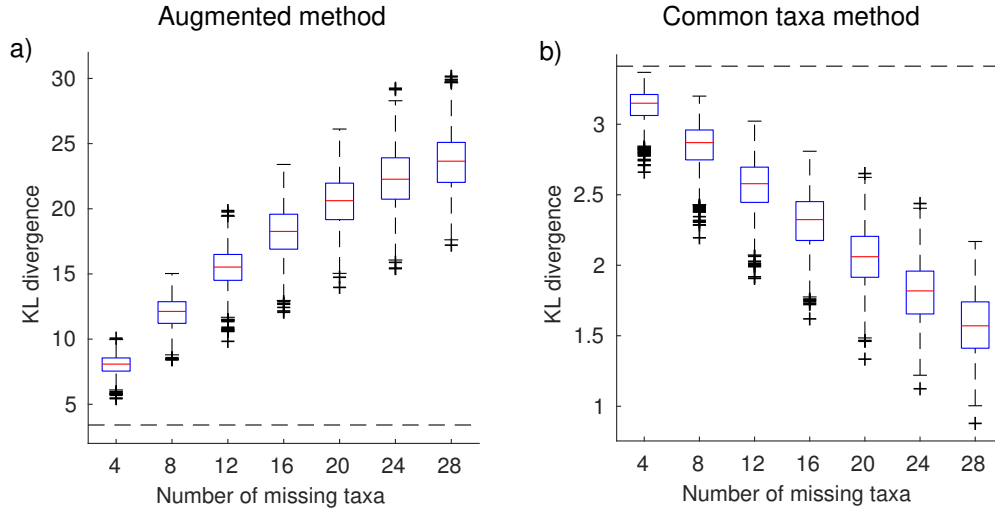 Augmented method
a)
30
25
20
15
10
5
KL divergence
4 8 12 16 20 24 28
Number of missing taxa
Common taxa method
b)
3
2.5
2
1.5
1
KL divergence
4 8 12 16 20 24 28
Number of missing taxa